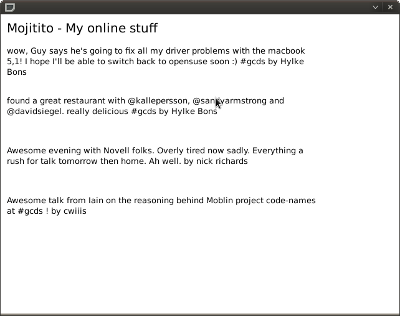 Mojitito - My online stuff
wow, Guy says he's going to fix all my driver problems with the macbook
5,1! I hope I'll be able to switch back to opensuse soon :) #gcds by Hylke
Bons
found a great restaurant with @kallepersson, and
@davidsiegel. really delicious #gcds by Hylke Bons
Awesome evening with Novell folks. Overly tired now sadly. Everything a
rush for talk tomorrow then home. Ah well. by nick richards
Awesome talk from Iain on the reasoning behind Moblin project code-names
at #gcds ! by cwiiis